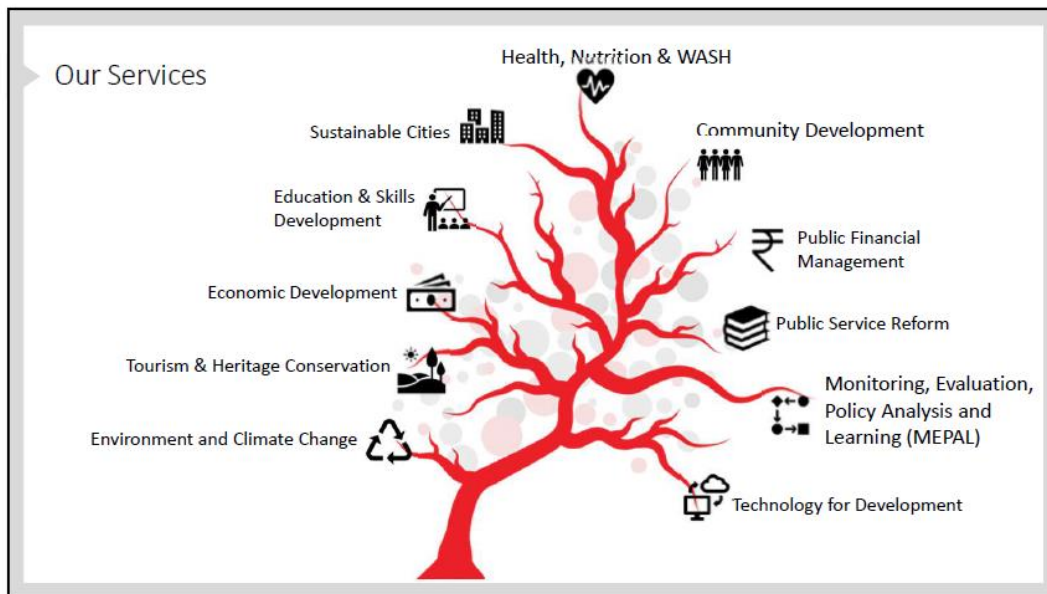 Our Services
Health, Nutrition & WASH
Sustainable Cities
Community Development
Education & Skills
Development
Public Financial
Management
Economic Development
Public Service Reform
Tourism & Heritage Conservation
Monitoring, Evaluation,
Policy Analysis and
Learning (MEPAL)
Environment and Climate Change
Technology for Development